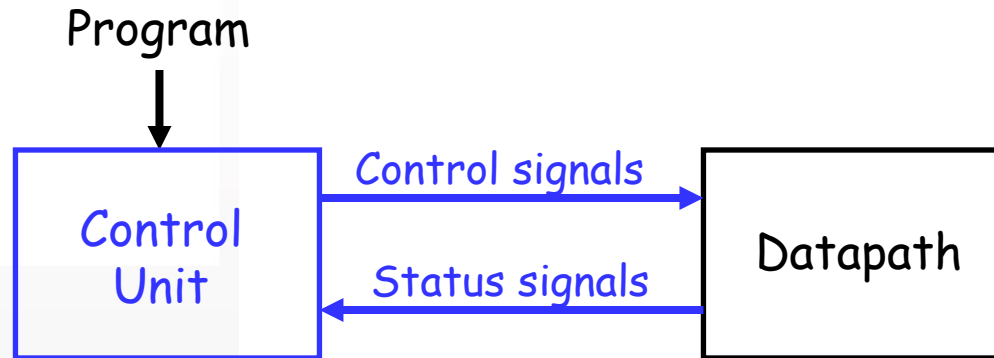 Program
Control signals
Control
Unit
Datapath
Status signals